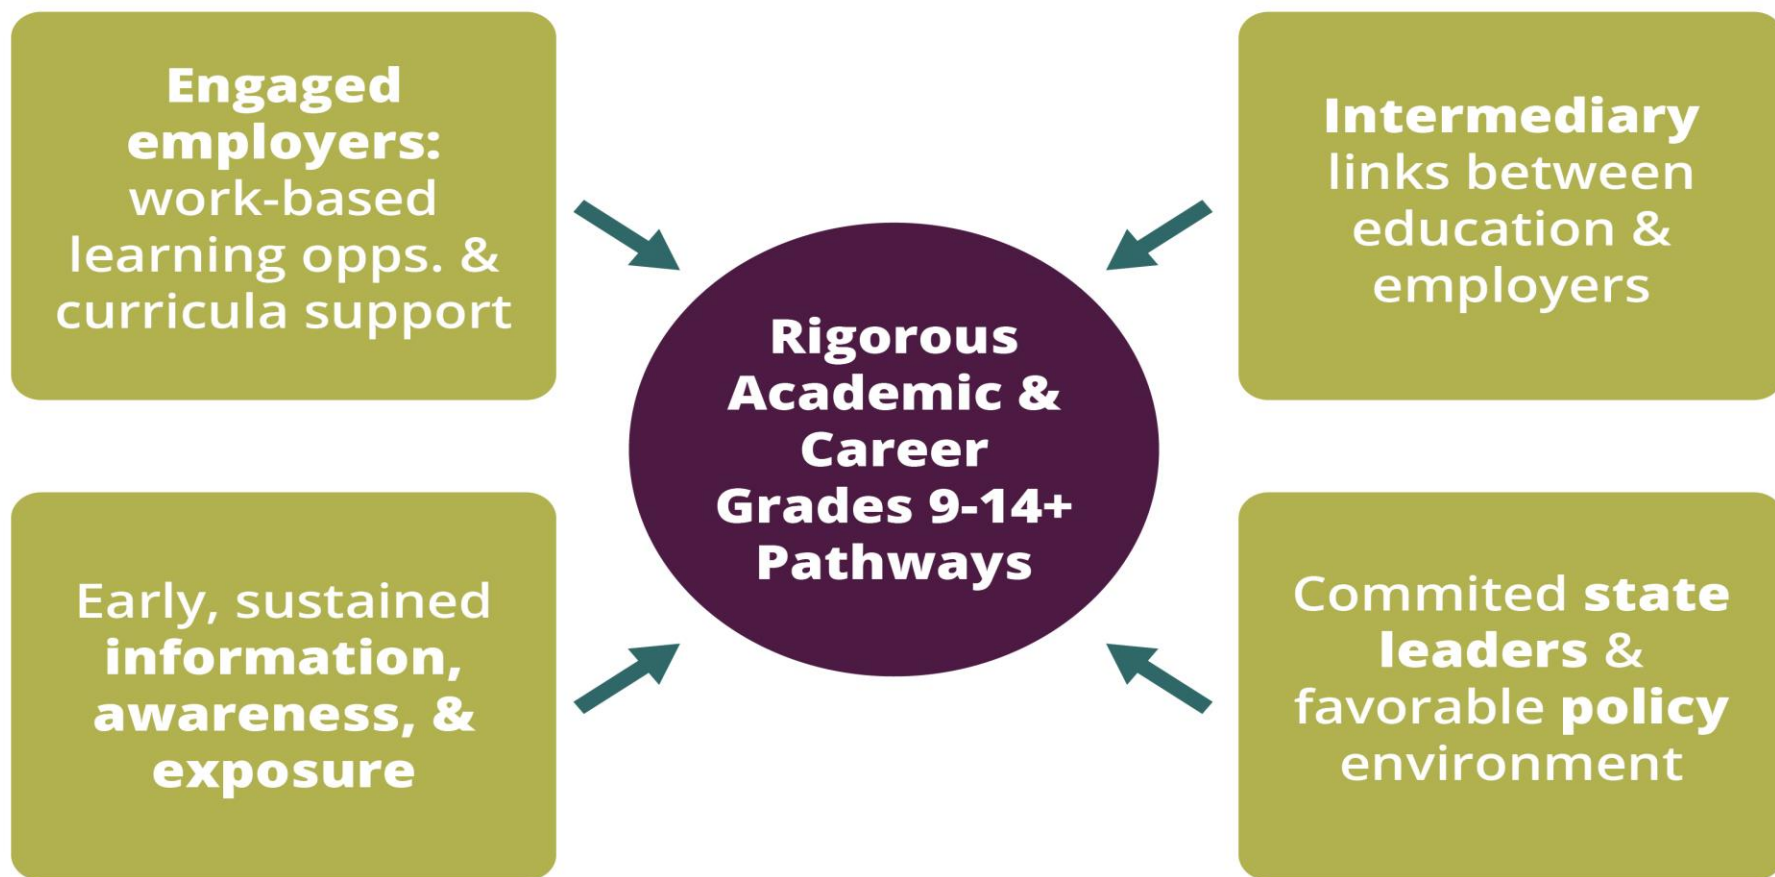 Engaged
employers:
work-based
learning opps. &
curricula support
Intermediary
links between
education &
employers
Rigorous
Academic &
Career
Grades 9-14+
Pathways
Early, sustained
information,
awareness, &
exposure
Commited state
leaders &
favorable policy
environment